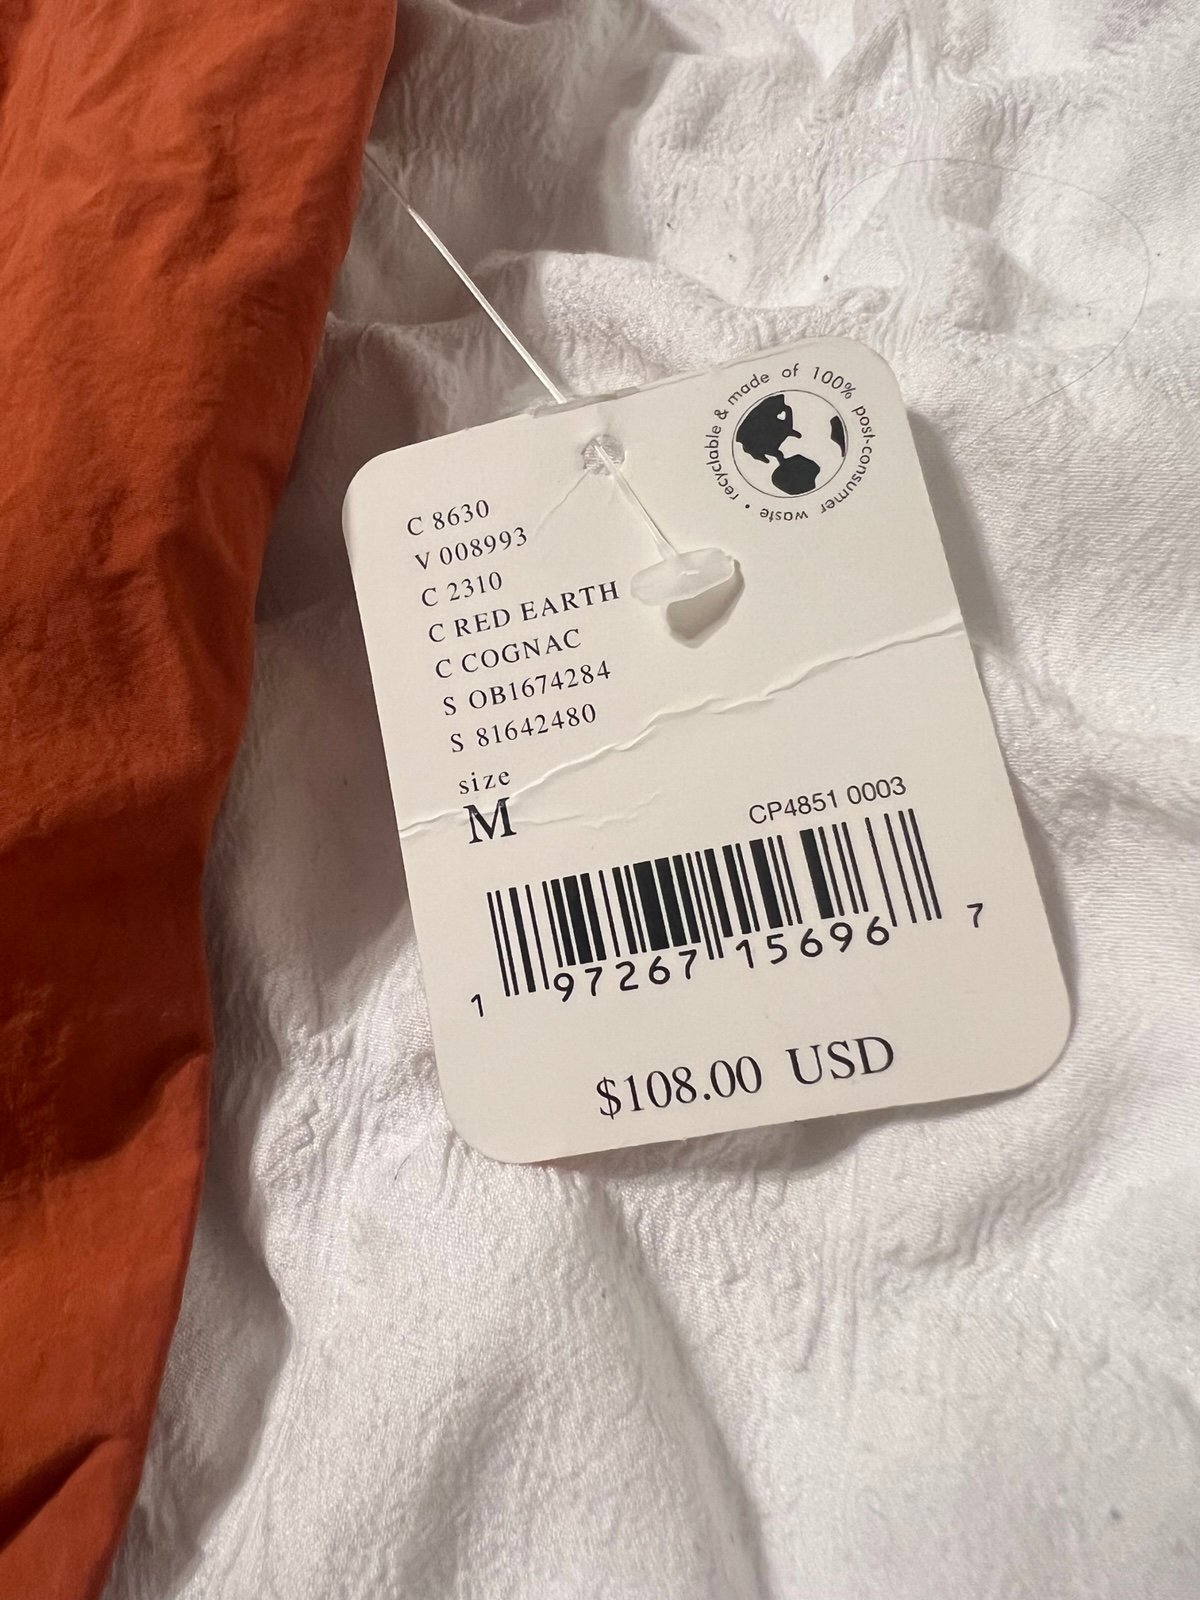 recyclable & made of 100% post-consumer waste •
C 8630
V 008993
C 2310
C RED EARTH
C COGNAC
S OB1674284
S 81642480
size
M
CP4851 0003
1 97267 15696 7
$108.00 USD